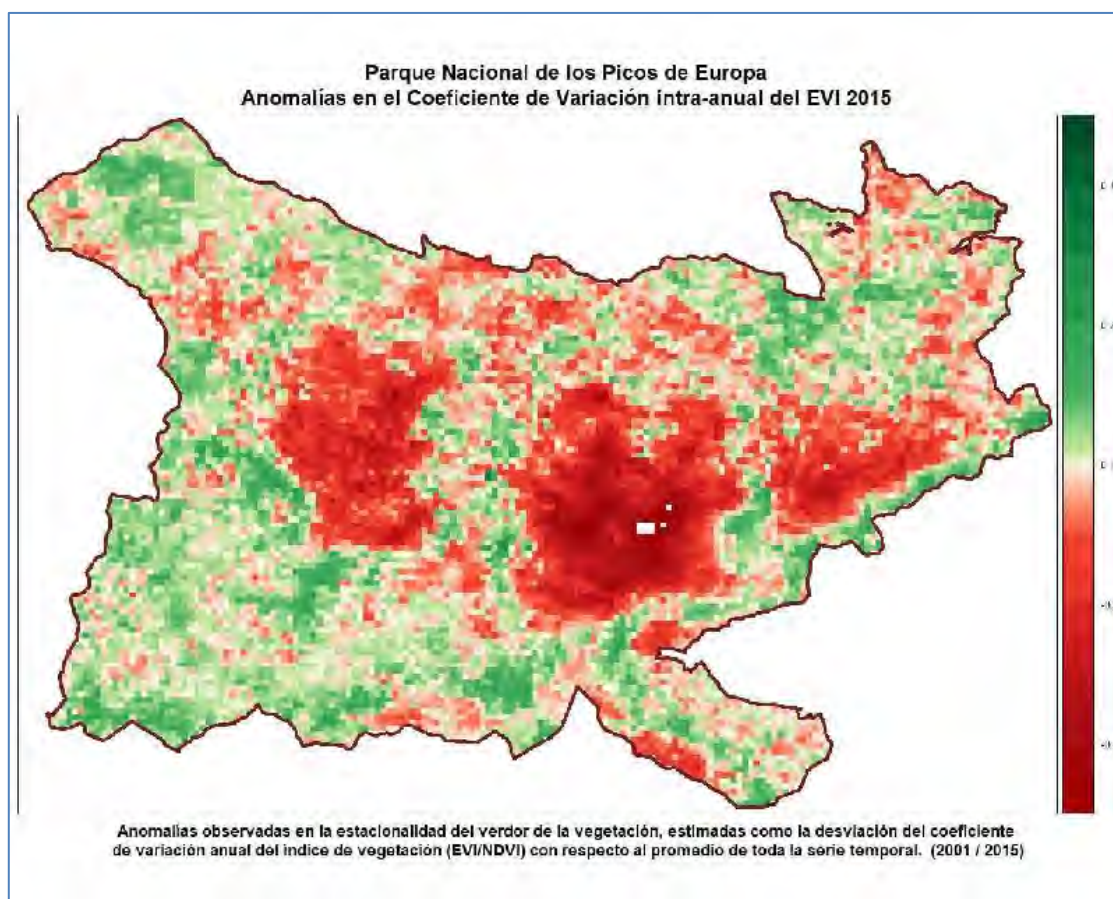 Parque Nacional de los Picos de Europa
Anomalías en el Coeficiente de Variación intra-anual del EVI 2015
Anomalías observadas en la estacionalidad del verdor de la vegetación, estimadas como la desviación del coeficiente
de variación anual del índice de vegetación (EVI/NDVI) con respecto al promedio de toda la serie temporal. (2001 / 2015)